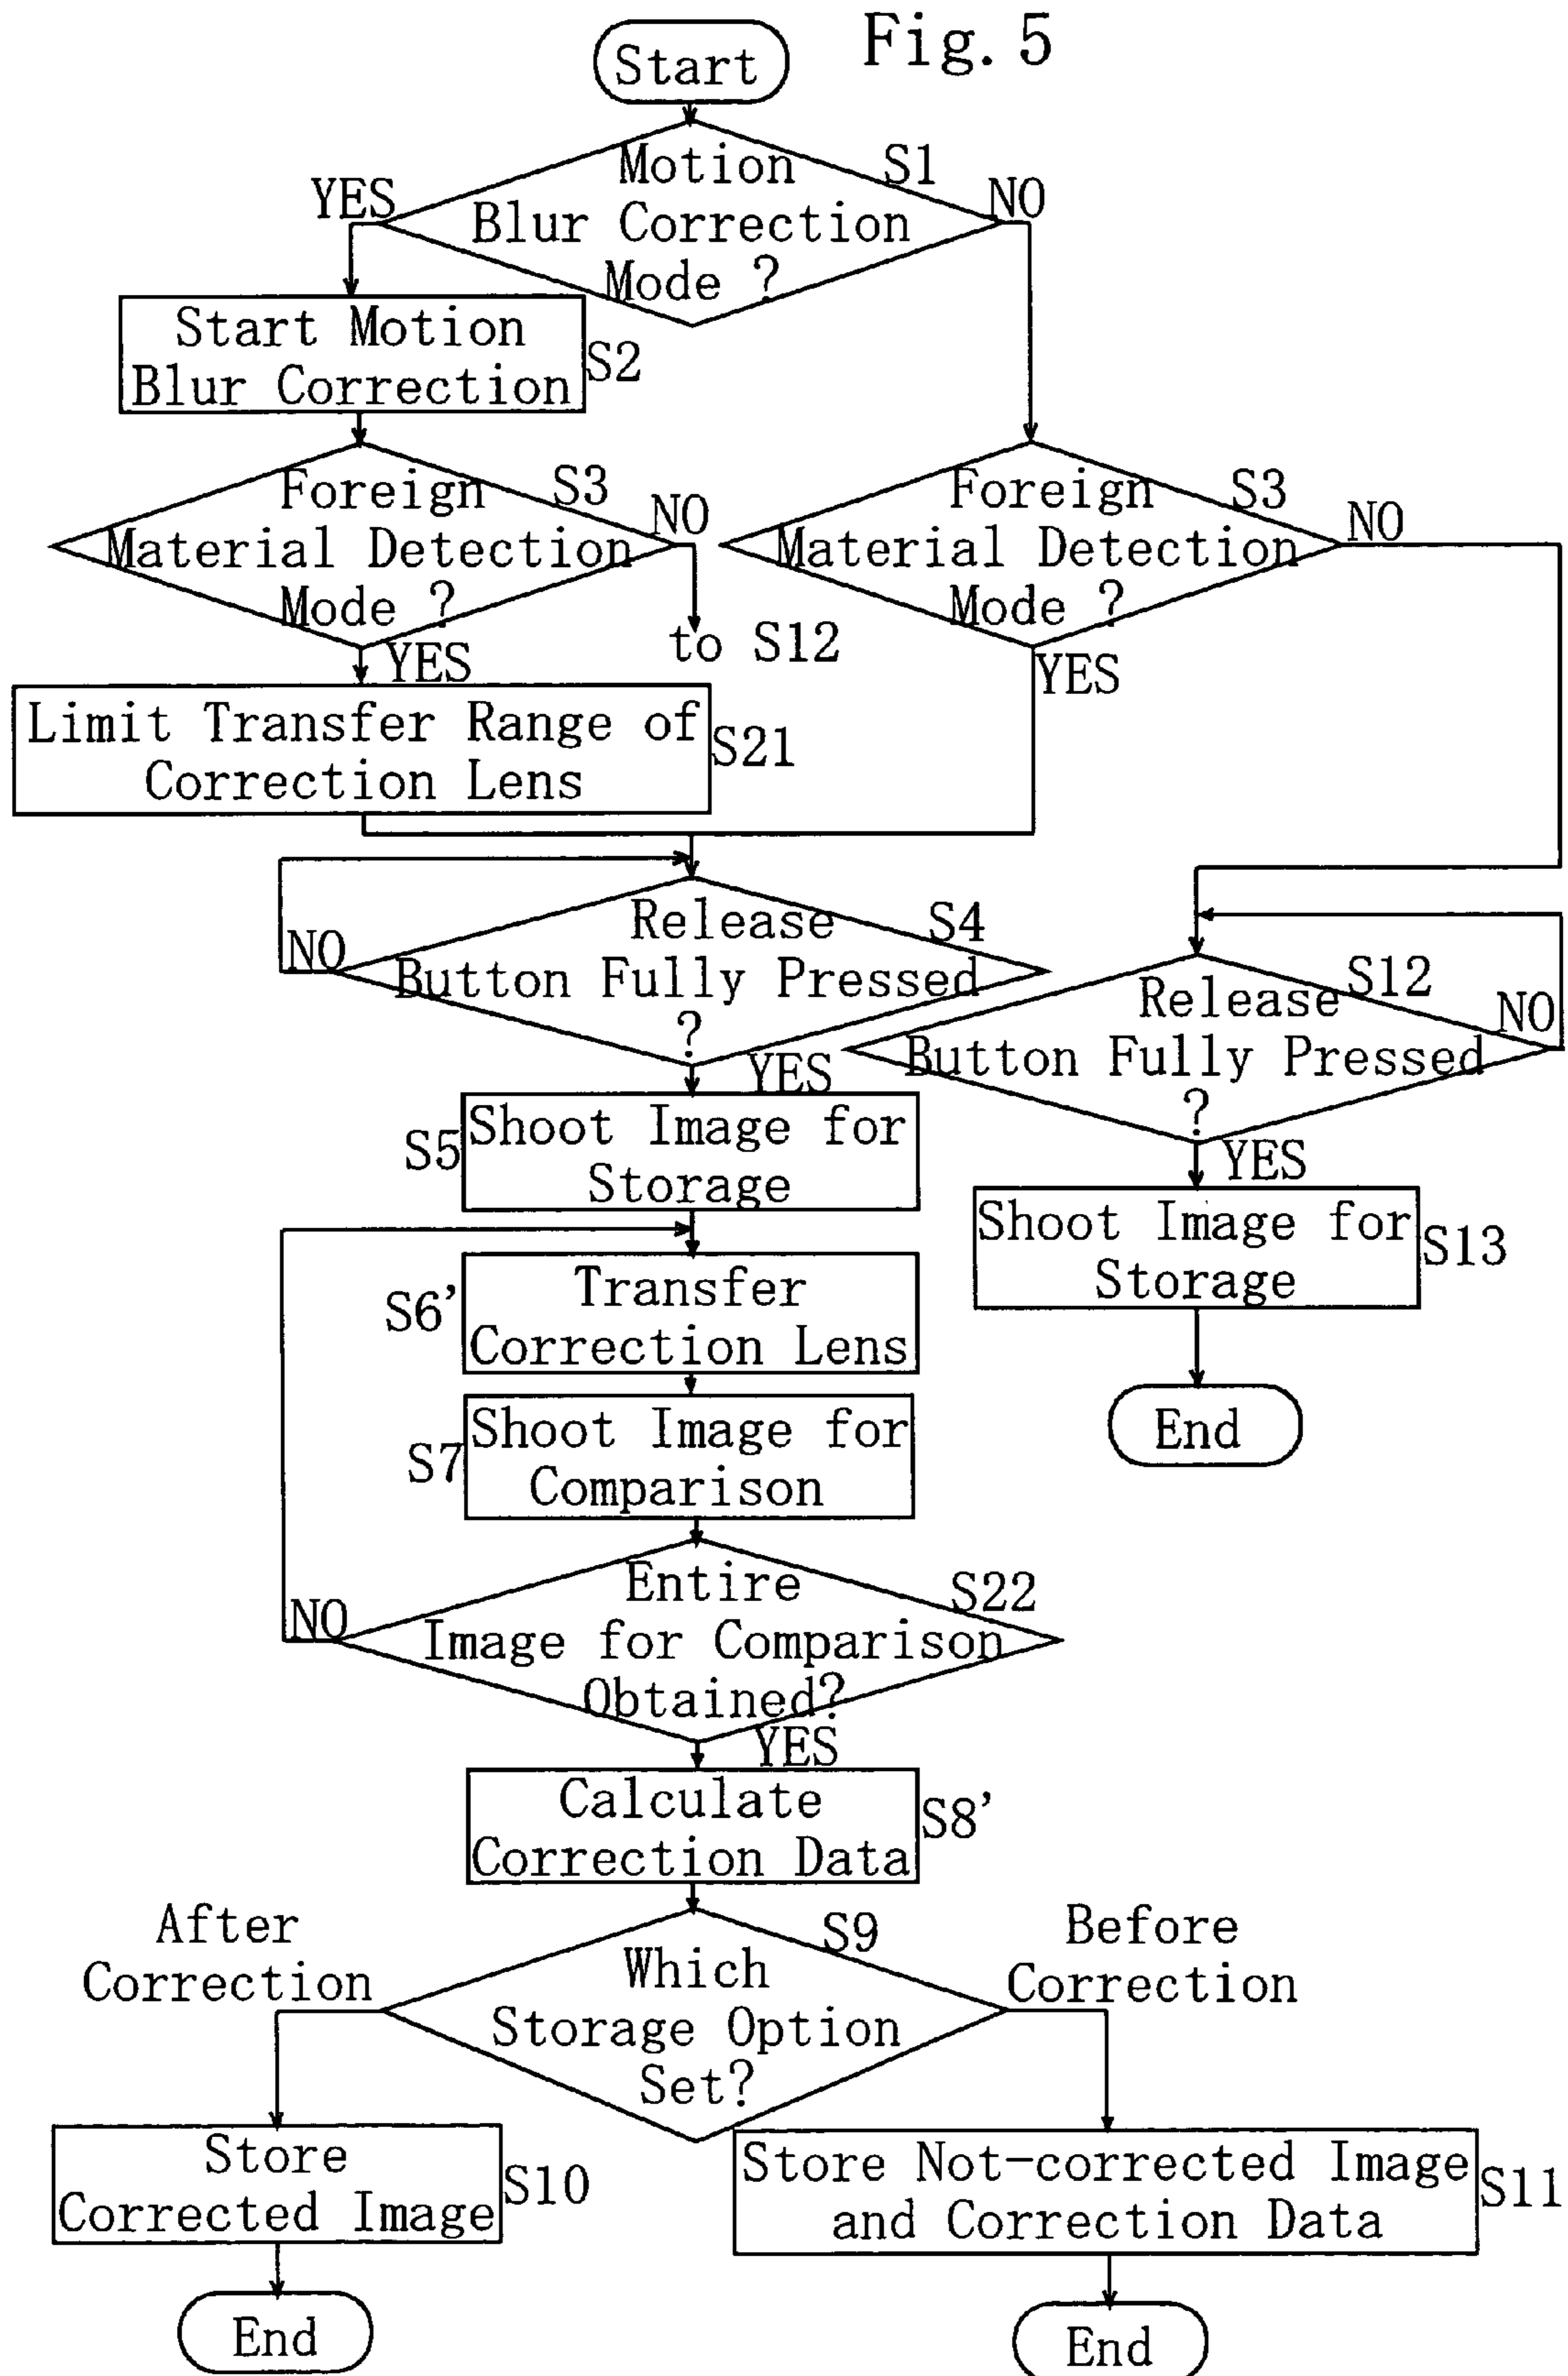 Fig. 5
Start
Motion
Blur Correction
Mode ?
S1
YES
NO
Start Motion
Blur Correction
S2
Foreign
Material Detection
Mode ?
S3
NO
to S12
YES
Foreign
Material Detection
Mode ?
S3
NO
YES
Limit Transfer Range of
Correction Lens
S21
Release
Button Fully Pressed
?
S4
NO
YES
Release
Button Fully Pressed
?
S12
NO
YES
Shoot Image for
Storage
S5
Shoot Image for
Storage
S13
End
Transfer
Correction Lens
S6'
Shoot Image for
Comparison
S7
Entire
Image for Comparison
Obtained?
S22
NO
YES
Calculate
Correction Data
S8'
Which
Storage Option
Set?
S9
After
Correction
Before
Correction
Store
Corrected Image
S10
Store Not-corrected Image
and Correction Data
S11
End
End